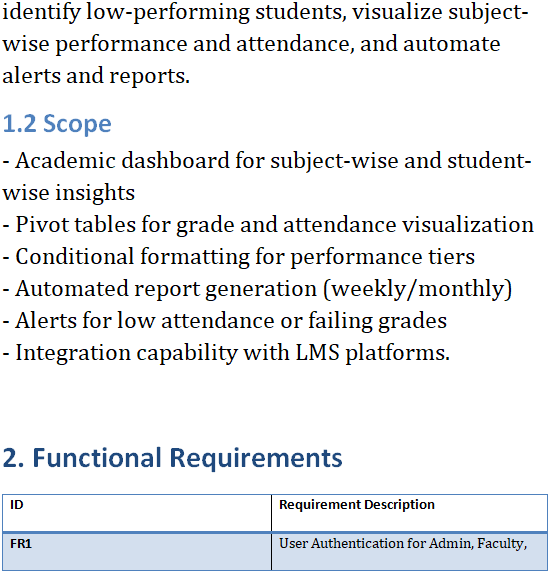 identify low-performing students, visualize subject-
wise performance and attendance, and automate
alerts and reports.
1.2 Scope
- Academic dashboard for subject-wise and student-
wise insights
- Pivot tables for grade and attendance visualization
- Conditional formatting for performance tiers
- Automated report generation (weekly/monthly)
- Alerts for low attendance or failing grades
- Integration capability with LMS platforms.
2. Functional Requirements
ID Requirement Description
FR1 User Authentication for Admin, Faculty,